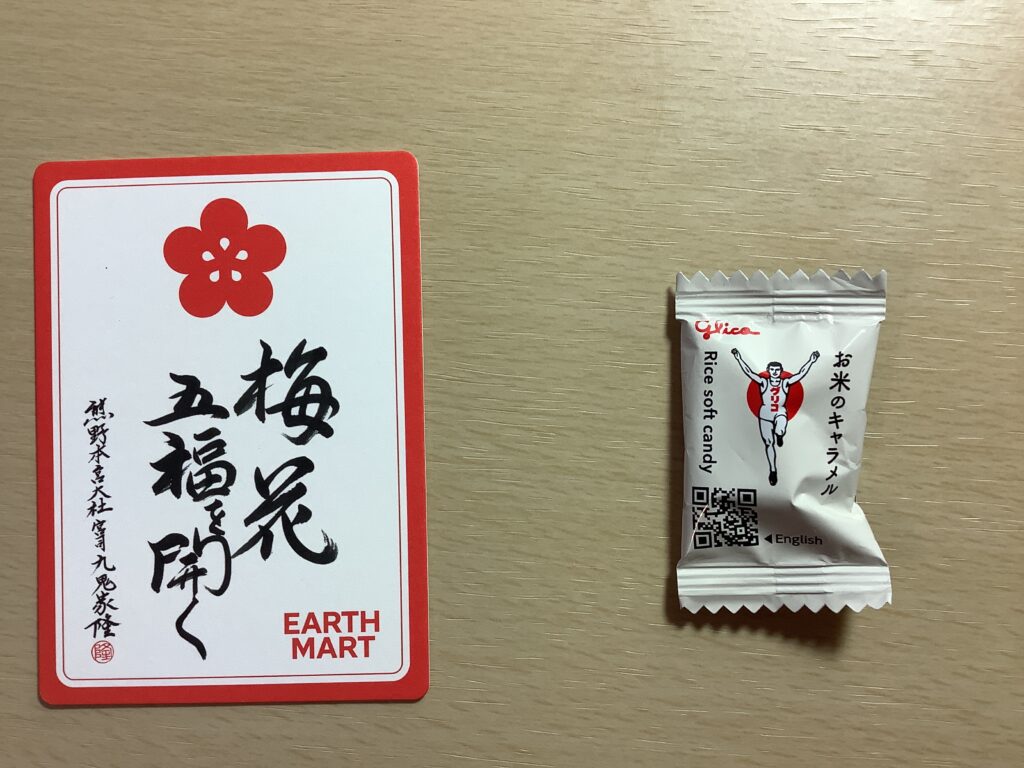 梅花
五福を開く
熊野本宮大社 宮司 九鬼家隆
隆
EARTH
MART
Glico
お米のキャラメル
グリコ
Rice soft candy
◀English